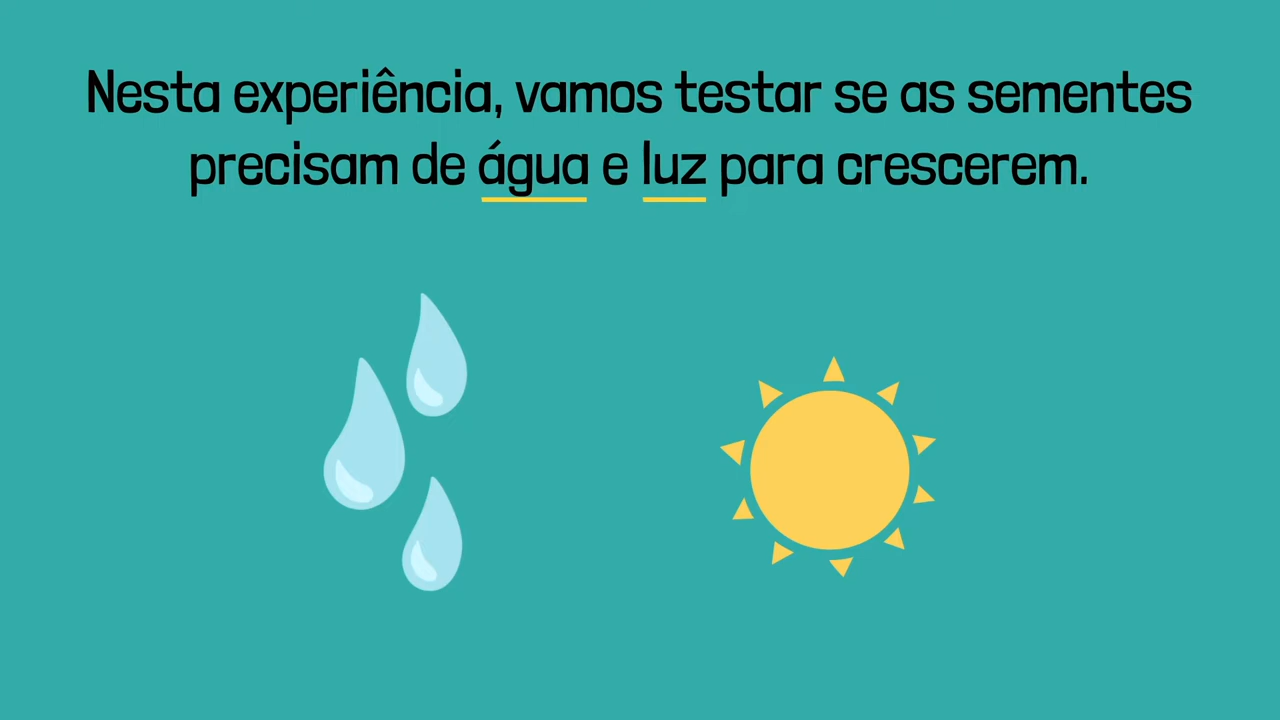 Nesta experiência, vamos testar se as sementes
precisam de água e luz para crescerem.